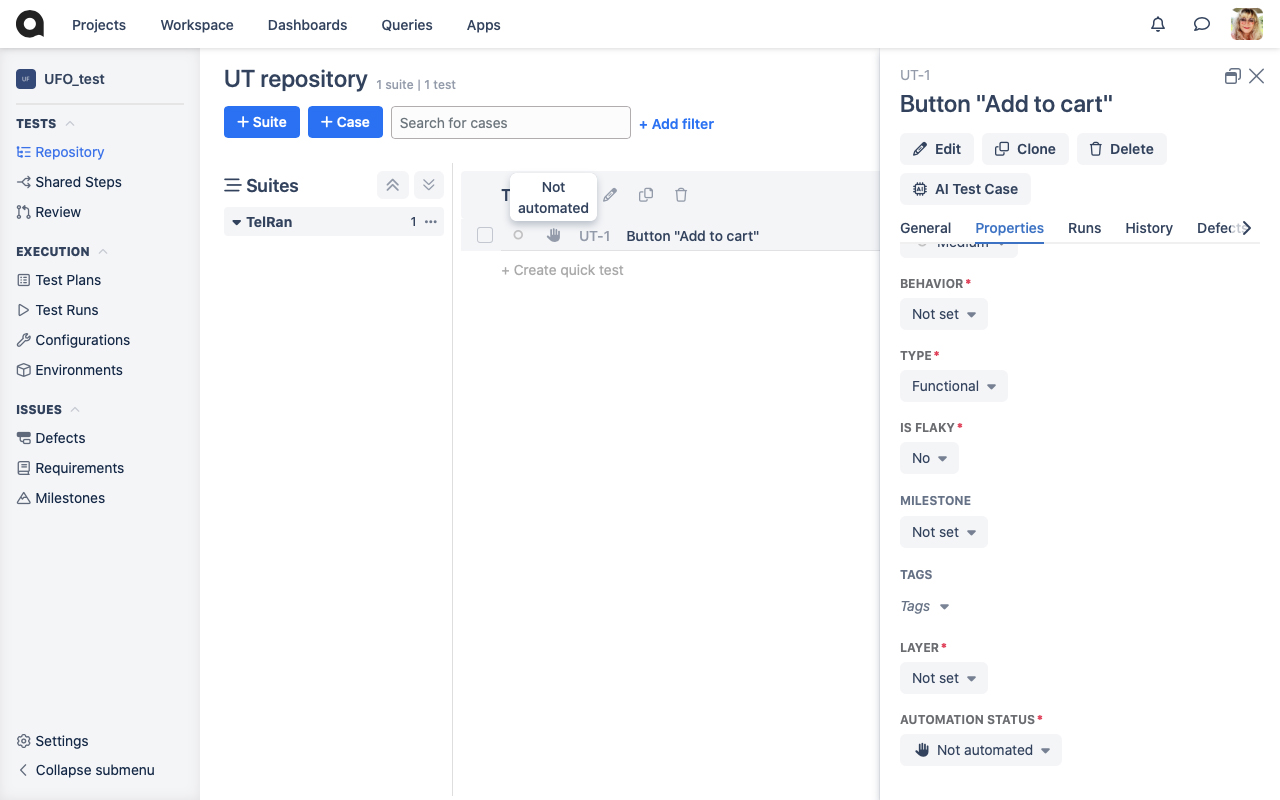 Projects
Workspace
Dashboards
Queries
Apps
UF
UFO_test
TESTS
Repository
Shared Steps
Review
EXECUTION
Test Plans
Test Runs
Configurations
Environments
ISSUES
Defects
Requirements
Milestones
Settings
Collapse submenu
UT repository
1 suite | 1 test
+ Suite
+ Case
Search for cases
+ Add filter
Suites
TelRan
1
T
Not
automated
UT-1
Button "Add to cart"
+ Create quick test
UT-1
Button "Add to cart"
Edit
Clone
Delete
AI Test Case
General
Properties
Runs
History
Defects
Medium
BEHAVIOR*
Not set
TYPE*
Functional
IS FLAKY*
No
MILESTONE
Not set
TAGS
Tags
LAYER*
Not set
AUTOMATION STATUS*
Not automated